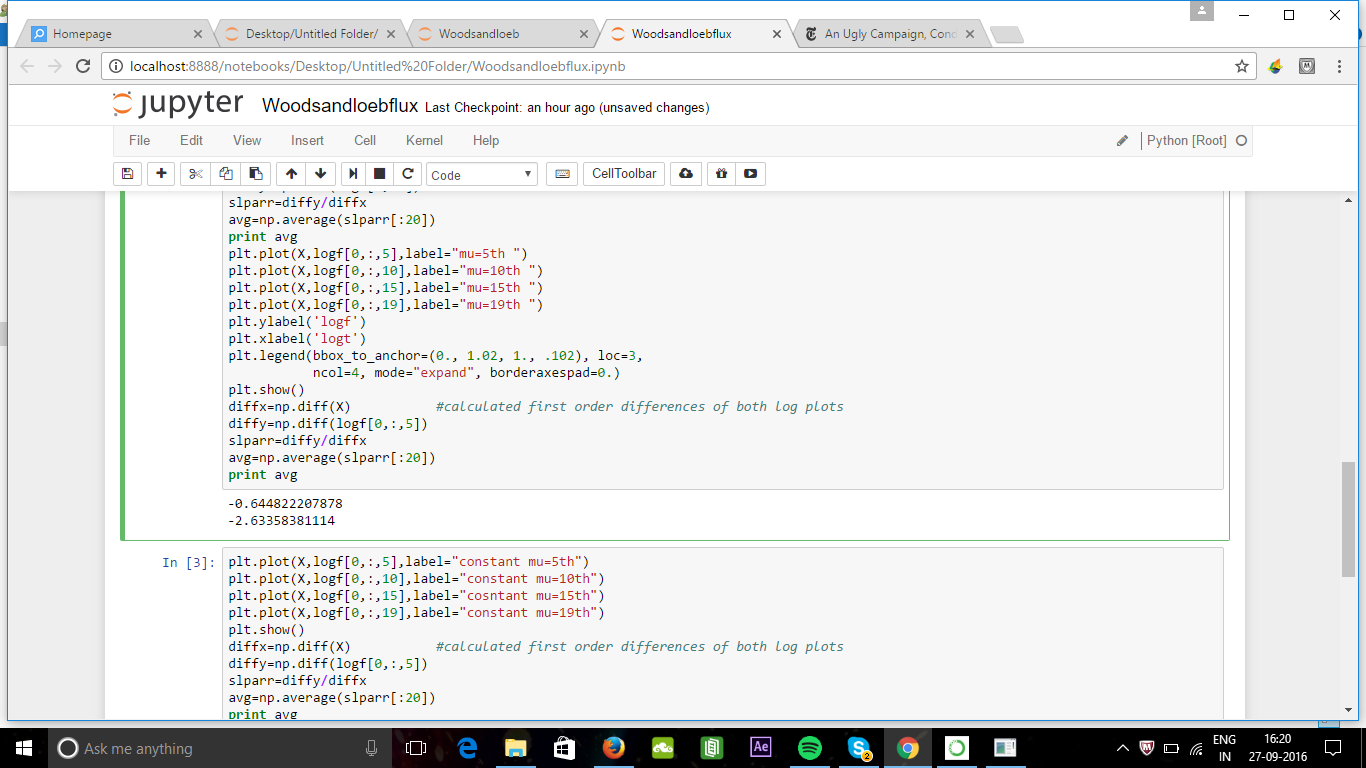 Homepage
Desktop/Untitled Folder/
Woodsandloeb
Woodsandloebflux
An Ugly Campaign, Cond
localhost:8888/notebooks/Desktop/Untitled%20Folder/Woodsandloebflux.ipynb
jupyter Woodsandloebflux Last Checkpoint: an hour ago (unsaved changes)
File Edit View Insert Cell Kernel Help
Python [Root]
Code CellToolbar
slparr=diffy/diffx
avg=np.average(slparr[:20])
print avg
plt.plot(X,logf[0,:,5],label="mu=5th ")
plt.plot(X,logf[0,:,10],label="mu=10th ")
plt.plot(X,logf[0,:,15],label="mu=15th ")
plt.plot(X,logf[0,:,19],label="mu=19th ")
plt.ylabel('logf')
plt.xlabel('logt')
plt.legend(bbox_to_anchor=(0., 1.02, 1., .102), loc=3,
ncol=4, mode="expand", borderaxespad=0.)
plt.show()
diffx=np.diff(X) #calculated first order differences of both log plots
diffy=np.diff(logf[0,:,5])
slparr=diffy/diffx
avg=np.average(slparr[:20])
print avg
-0.644822207878
-2.63358381114
In [3]: plt.plot(X,logf[0,:,5],label="constant mu=5th")
plt.plot(X,logf[0,:,10],label="constant mu=10th")
plt.plot(X,logf[0,:,15],label="cosntant mu=15th")
plt.plot(X,logf[0,:,19],label="constant mu=19th")
plt.show()
diffx=np.diff(X) #calculated first order differences of both log plots
diffy=np.diff(logf[0,:,5])
slparr=diffy/diffx
avg=np.average(slparr[:20])
print avg
Ask me anything
Ae
2
ENG
IN
16:20
27-09-2016